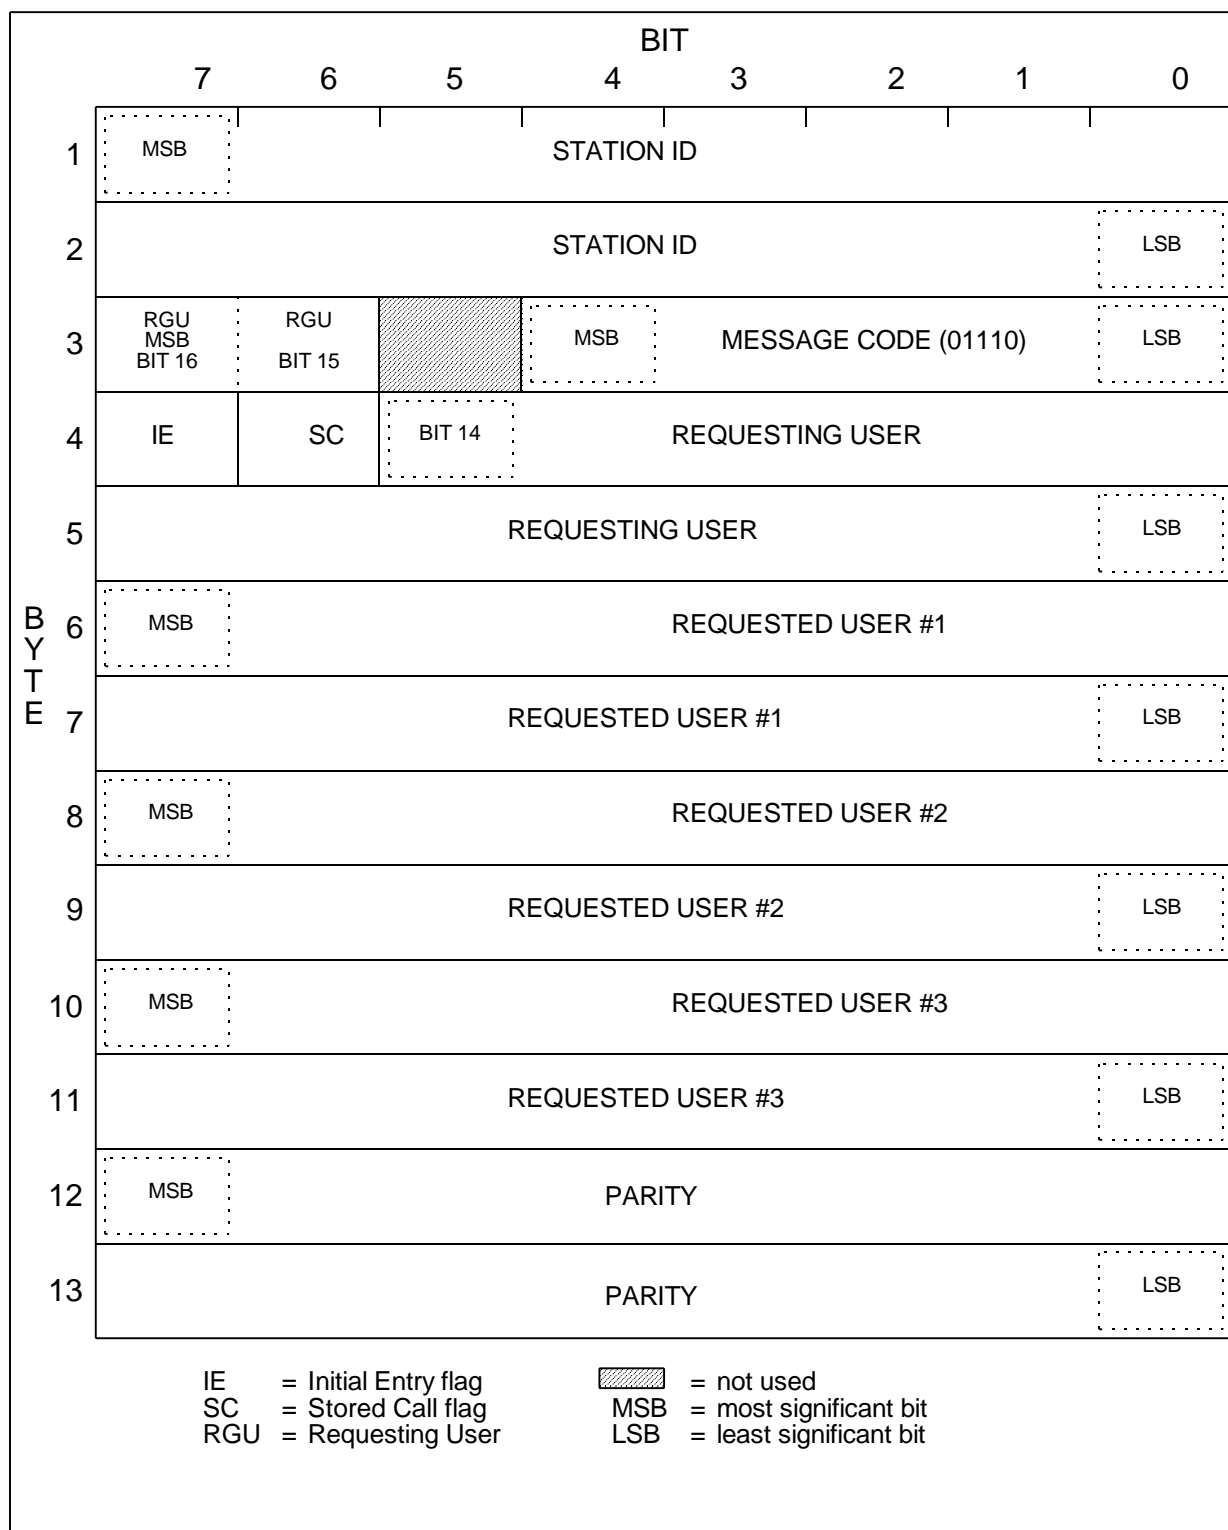 BIT
7 6 5 4 3 2 1 0
1 MSB STATION ID
2 STATION ID LSB
3 RGU MSB BIT 16 RGU BIT 15 MSB MESSAGE CODE (01110) LSB
4 IE SC BIT 14 REQUESTING USER
5 REQUESTING USER LSB
BYTE
6 MSB REQUESTED USER #1
7 REQUESTED USER #1 LSB
8 MSB REQUESTED USER #2
9 REQUESTED USER #2 LSB
10 MSB REQUESTED USER #3
11 REQUESTED USER #3 LSB
12 MSB PARITY
13 PARITY LSB
IE = Initial Entry flag = not used
SC = Stored Call flag MSB = most significant bit
RGU = Requesting User LSB = least significant bit